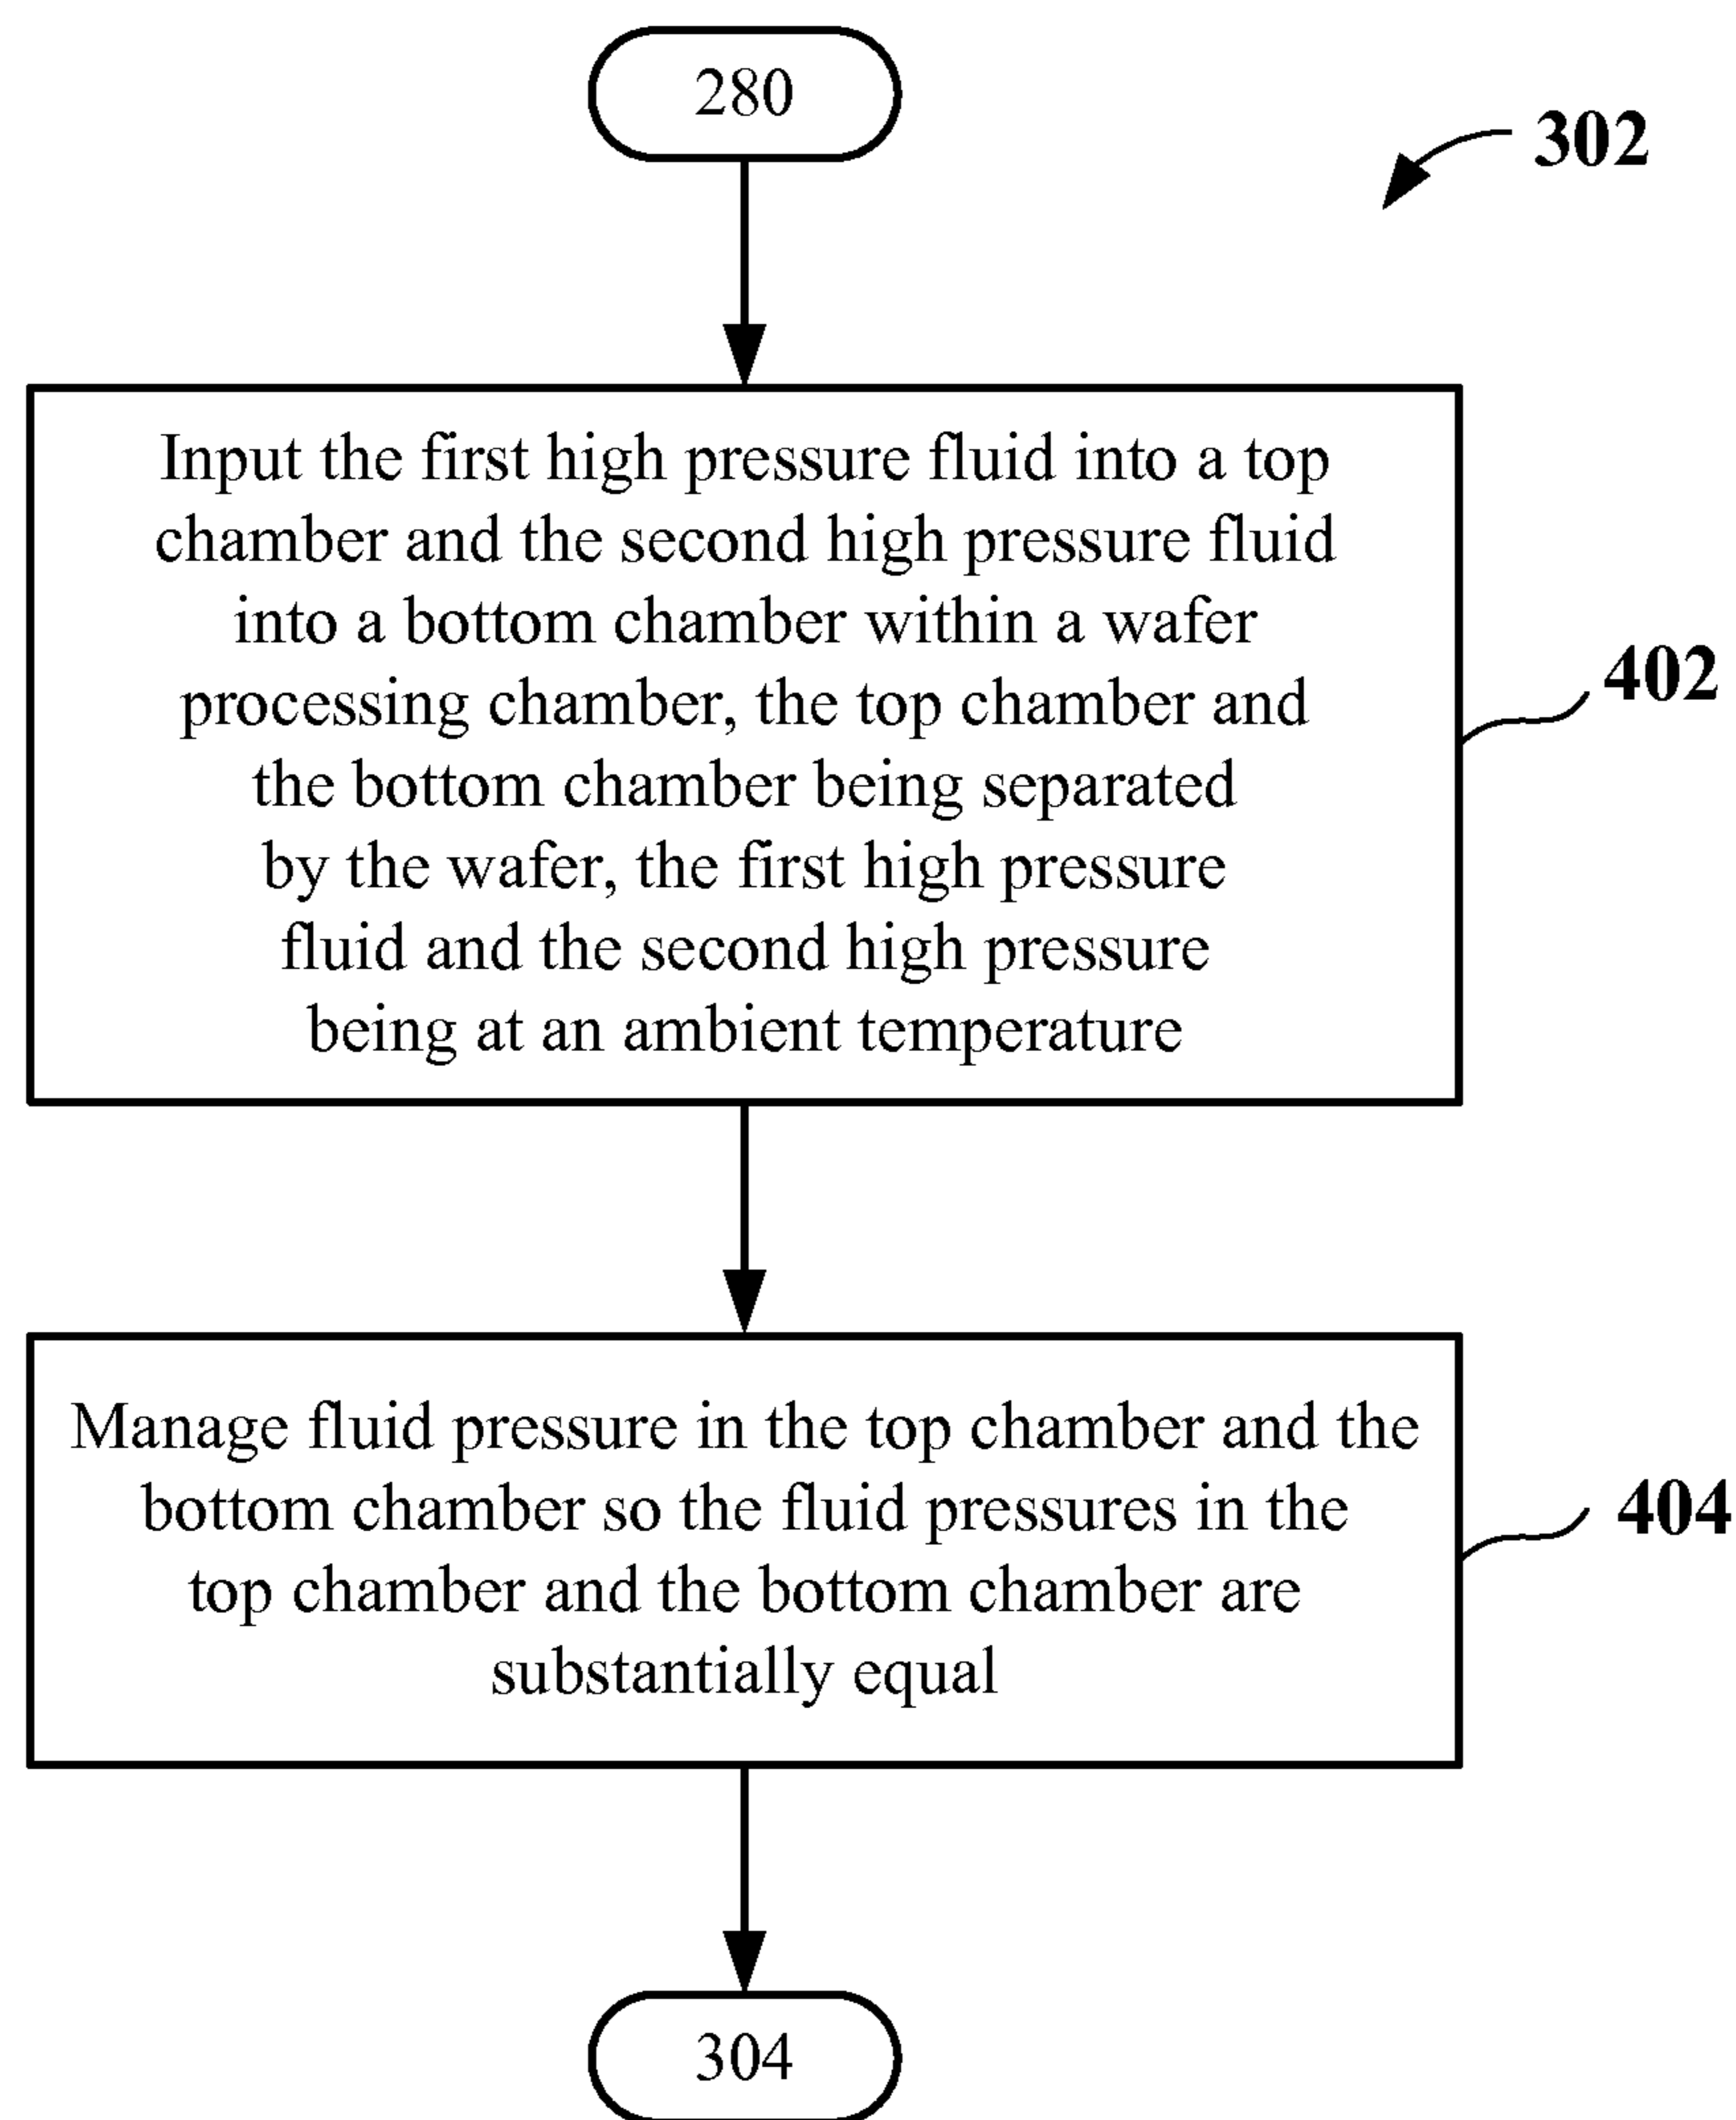 280
302
Input the first high pressure fluid into a top
chamber and the second high pressure fluid
into a bottom chamber within a wafer
processing chamber, the top chamber and
the bottom chamber being separated
by the wafer, the first high pressure
fluid and the second high pressure
being at an ambient temperature
402
Manage fluid pressure in the top chamber and the
bottom chamber so the fluid pressures in the
top chamber and the bottom chamber are
substantially equal
404
304